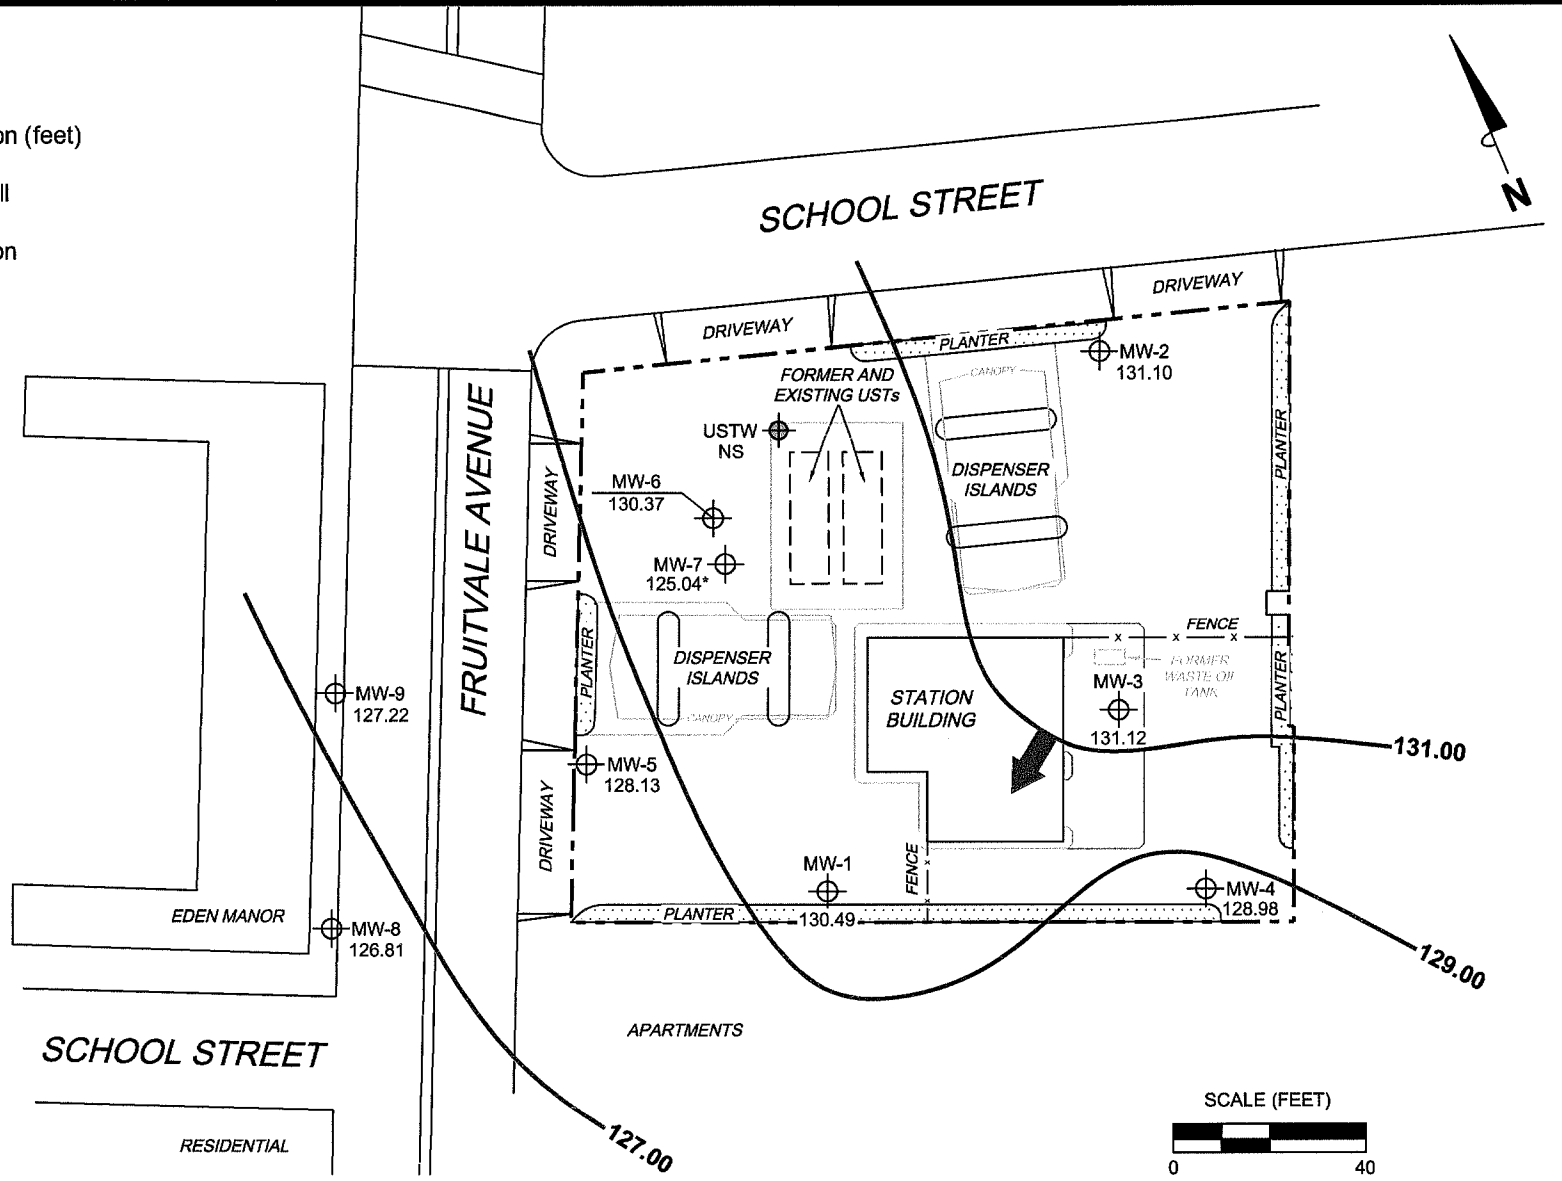 on (feet)
ll
on
N
SCHOOL STREET
DRIVEWAY
DRIVEWAY
PLANTER
MW-2
131.10
FORMER AND
EXISTING USTs
CANOPY
USTW
NS
DISPENSER
ISLANDS
PLANTER
MW-6
130.37
MW-7
125.04*
DRIVEWAY
FRUITVALE AVENUE
FENCE
FORMER
WASTE OIL
TANK
PLANTER
DISPENSER
ISLANDS
CANOPY
PLANTER
STATION
BUILDING
MW-3
131.12
131.00
MW-9
127.22
MW-5
128.13
DRIVEWAY
FENCE
MW-1
130.49
PLANTER
MW-4
128.98
129.00
EDEN MANOR
MW-8
126.81
APARTMENTS
SCHOOL STREET
RESIDENTIAL
127.00
SCALE (FEET)
0 40